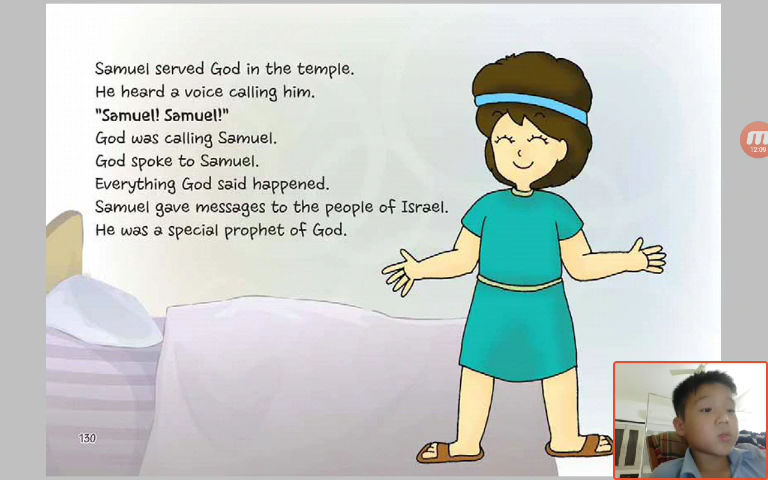 Samuel served God in the temple.
He heard a voice calling him.
"Samuel! Samuel!"
God was calling Samuel.
God spoke to Samuel.
Everything God said happened.
Samuel gave messages to the people of Israel.
He was a special prophet of God.
130
12:09